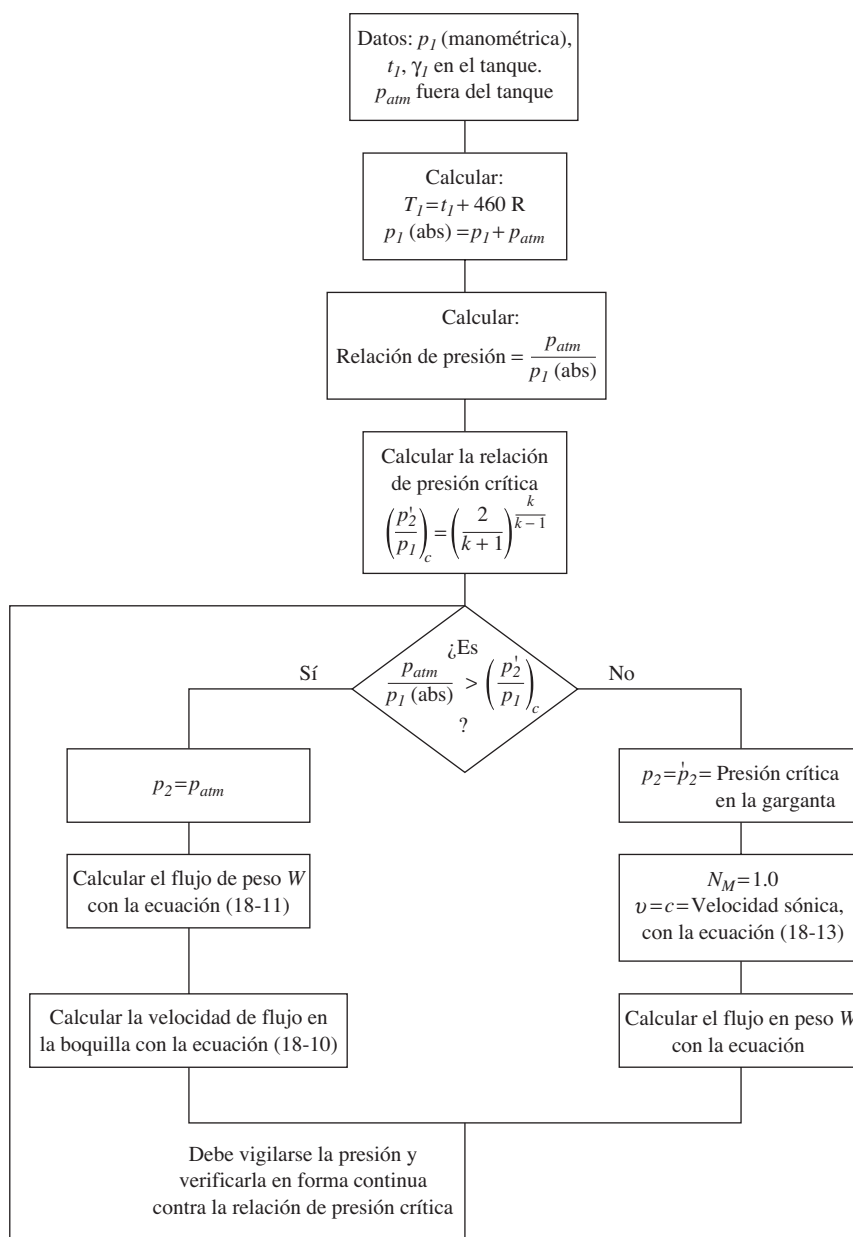 Datos: p₁ (manométrica),
t₁, γ₁ en el tanque.
pₐₜₘ fuera del tanque
Calcular:
T₁=t₁+ 460 R
p₁ (abs) =p₁+ pₐₜₘ
Calcular:
Relación de presión = pₐₜₘ / p₁ (abs)
Calcular la relación
de presión crítica
(p'₂ / p₁)_c = (2 / k + 1)^(k / k − 1)
¿Es
pₐₜₘ / p₁ (abs) > (p'₂ / p₁)_c
?
Sí
No
p₂=pₐₜₘ
Calcular el flujo de peso W
con la ecuación (18-11)
Calcular la velocidad de flujo en
la boquilla con la ecuación (18-10)
p₂=p'₂= Presión crítica
en la garganta
N_M=1.0
υ=c=Velocidad sónica,
con la ecuación (18-13)
Calcular el flujo en peso W
con la ecuación
Debe vigilarse la presión y
verificarla en forma continua
contra la relación de presión crítica